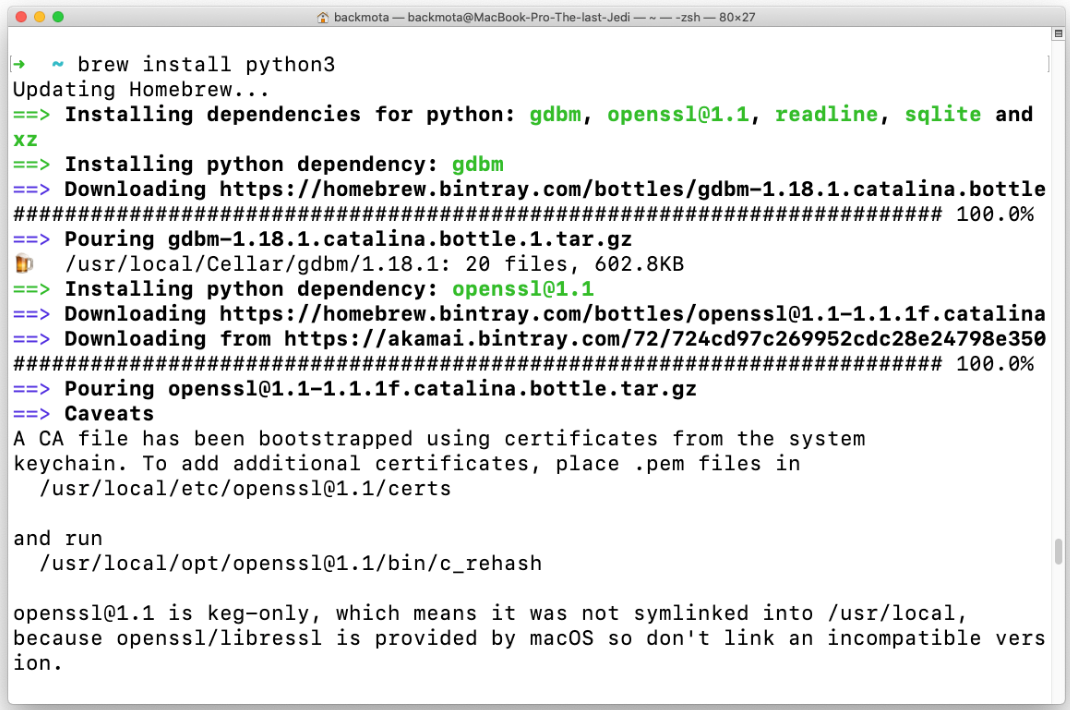 backmota — backmota@MacBook-Pro-The-last-Jedi — ~ — -zsh — 80×27
➜ ~ brew install python3
Updating Homebrew...
==> Installing dependencies for python: gdbm, openssl@1.1, readline, sqlite and
xz
==> Installing python dependency: gdbm
==> Downloading https://homebrew.bintray.com/bottles/gdbm-1.18.1.catalina.bottle
######################################################################## 100.0%
==> Pouring gdbm-1.18.1.catalina.bottle.1.tar.gz
🍺 /usr/local/Cellar/gdbm/1.18.1: 20 files, 602.8KB
==> Installing python dependency: openssl@1.1
==> Downloading https://homebrew.bintray.com/bottles/openssl@1.1-1.1.1f.catalina
==> Downloading from https://akamai.bintray.com/72/724cd97c269952cdc28e24798e350
######################################################################## 100.0%
==> Pouring openssl@1.1-1.1.1f.catalina.bottle.tar.gz
==> Caveats
A CA file has been bootstrapped using certificates from the system
keychain. To add additional certificates, place .pem files in
  /usr/local/etc/openssl@1.1/certs
and run
  /usr/local/opt/openssl@1.1/bin/c_rehash
openssl@1.1 is keg-only, which means it was not symlinked into /usr/local,
because openssl/libressl is provided by macOS so don't link an incompatible vers
ion.